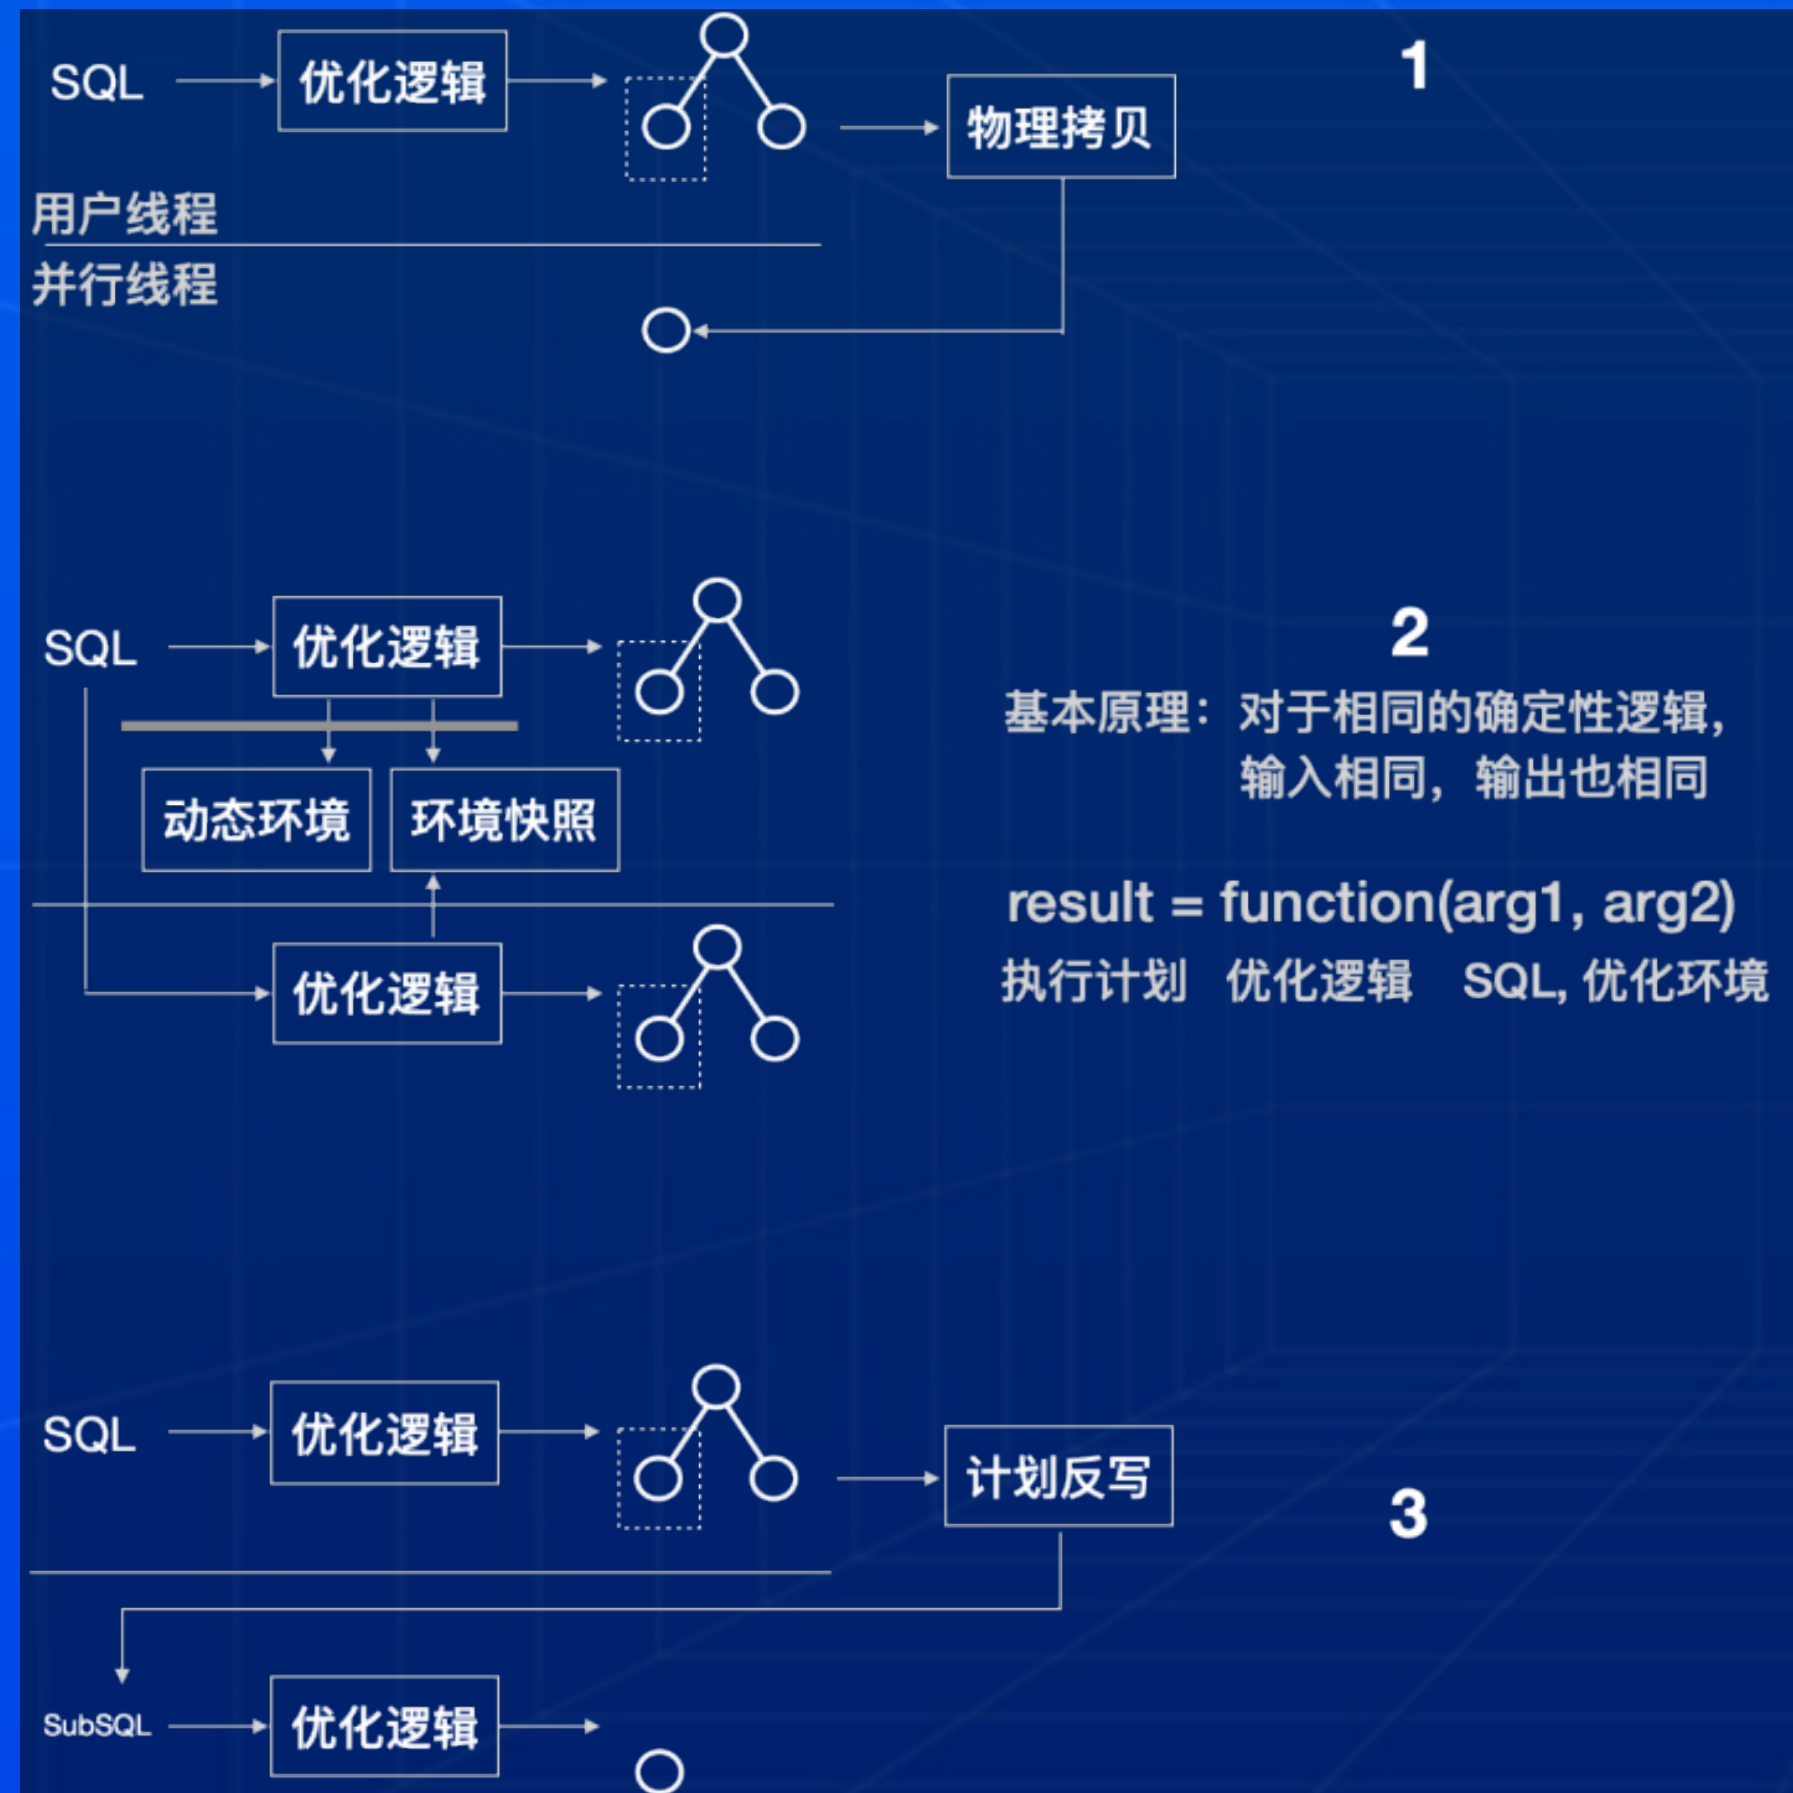 SQL
优化逻辑
物理拷贝
1
用户线程
并行线程
SQL
优化逻辑
动态环境
环境快照
优化逻辑
2
基本原理：对于相同的确定性逻辑，
输入相同，输出也相同
result = function(arg1, arg2)
执行计划 优化逻辑 SQL, 优化环境
SQL
优化逻辑
计划反写
3
SubSQL
优化逻辑